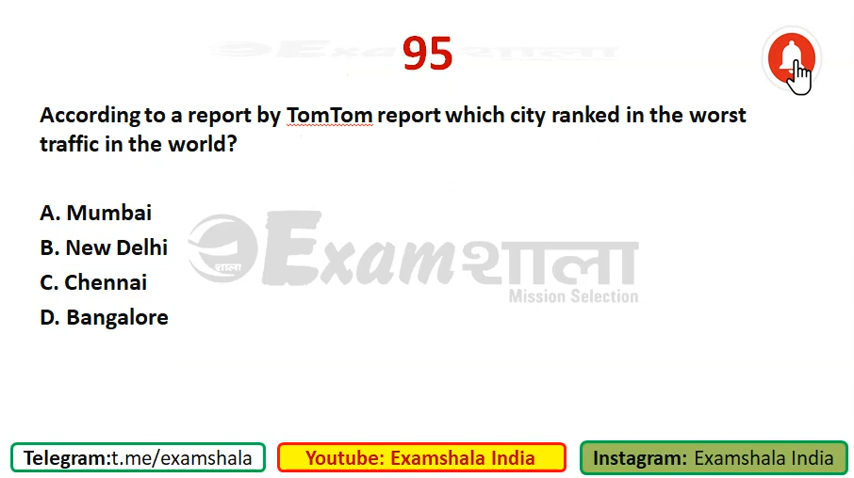 95
According to a report by TomTom report which city ranked in the worst
traffic in the world?
A. Mumbai
B. New Delhi
C. Chennai
D. Bangalore
Examशाला
शाला
Mission Selection
Telegram:t.me/examshala
Youtube: Examshala India
Instagram: Examshala India